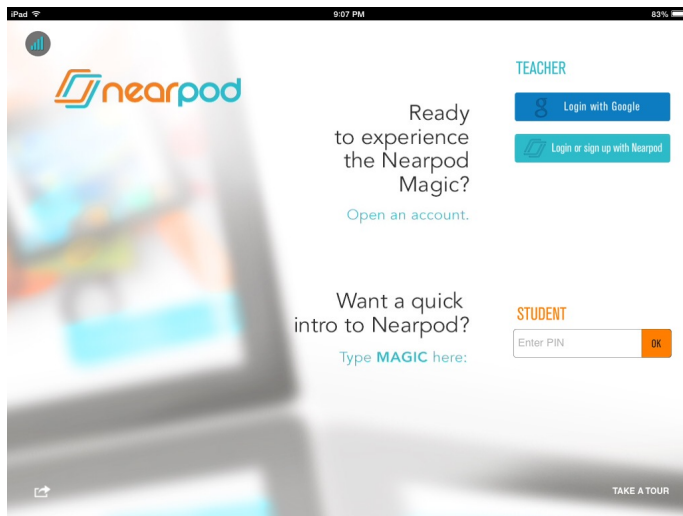 iPad 9:07 PM 83%
nearpod
Ready
to experience
the Nearpod
Magic?
Open an account.
TEACHER
g Login with Google
Login or sign up with Nearpod
Want a quick
intro to Nearpod?
Type MAGIC here:
STUDENT
Enter PIN OK
TAKE A TOUR